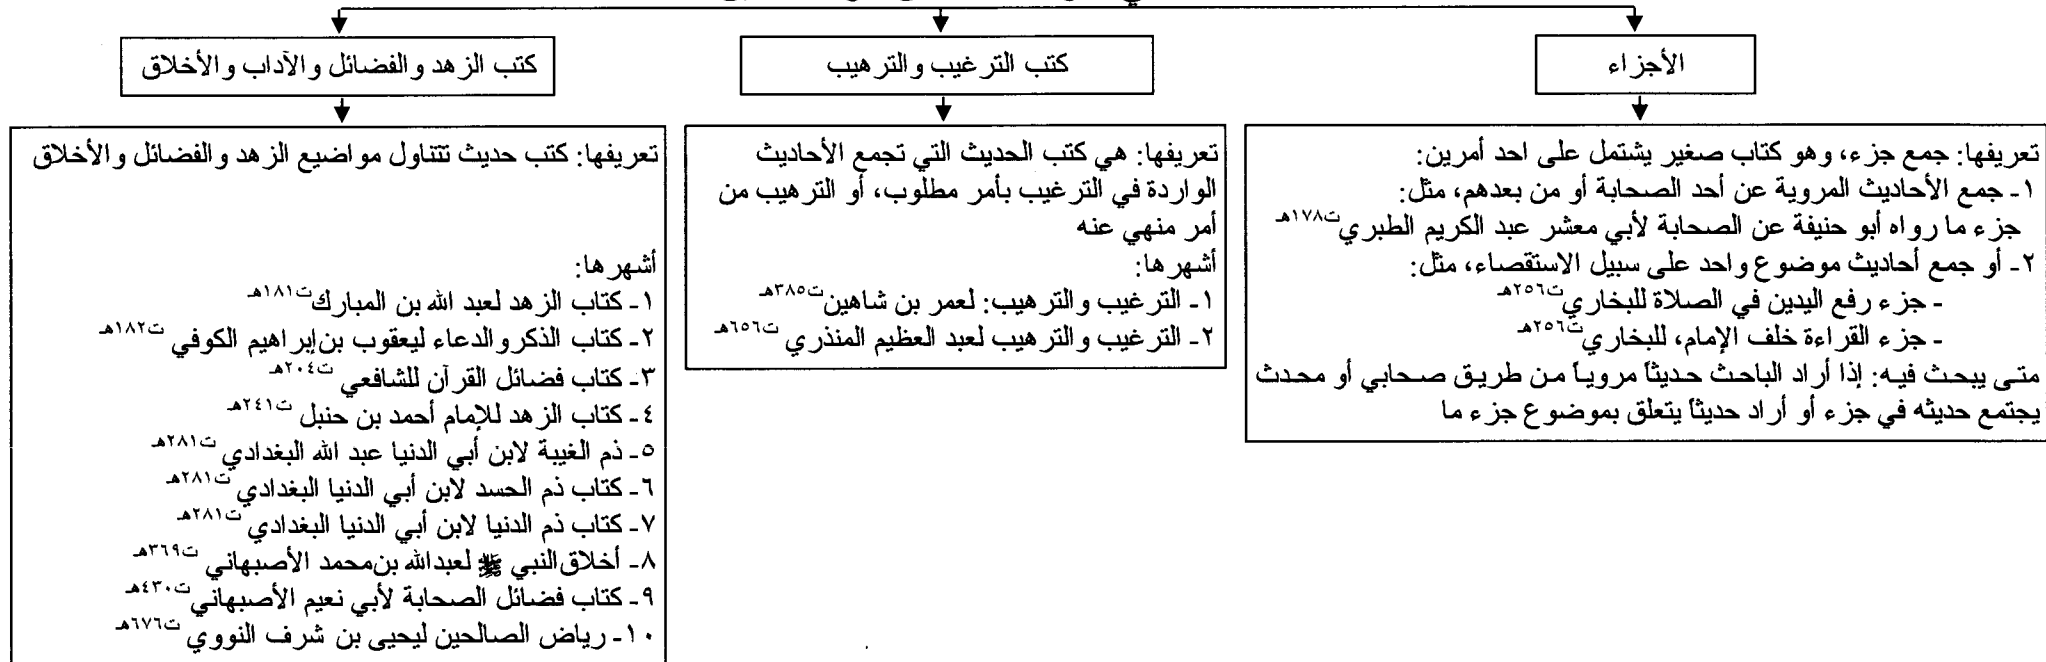 الأجزاء
تعريفها: جمع جزء، وهو كتاب صغير يشتمل على احد أمرين:
١- جمع الأحاديث المروية عن أحد الصحابة أو من بعدهم، مثل:
جزء ما رواه أبو حنيفة عن الصحابة لأبي معشر عبد الكريم الطبري ت١٧٨هـ
٢- أو جمع أحاديث موضوع واحد على سبيل الاستقصاء، مثل:
- جزء رفع اليدين في الصلاة للبخاري ت٢٥٦هـ
- جزء القراءة خلف الإمام، للبخاري ت٢٥٦هـ
متى يبحث فيه: إذا أراد الباحث حديثاً مروياً من طريق صحابي أو محدث
يجتمع حديثه في جزء أو أراد حديثاً يتعلق بموضوع جزء ما
كتب الترغيب والترهيب
تعريفها: هي كتب الحديث التي تجمع الأحاديث
الواردة في الترغيب بأمر مطلوب، أو الترهيب من
أمر منهي عنه
أشهرها:
١- الترغيب والترهيب: لعمر بن شاهين ت٣٨٥هـ
٢- الترغيب والترهيب لعبد العظيم المنذري ت٦٥٦هـ
كتب الزهد والفضائل والآداب والأخلاق
تعريفها: كتب حديث تتناول مواضيع الزهد والفضائل والأخلاق
أشهرها:
١- كتاب الزهد لعبد الله بن المبارك ت١٨١هـ
٢- كتاب الذكر والدعاء ليعقوب بن إبراهيم الكوفي ت١٨٢هـ
٣- كتاب فضائل القرآن للشافعي ت٢٠٤هـ
٤- كتاب الزهد للإمام أحمد بن حنبل ت٢٤١هـ
٥- ذم الغيبة لابن أبي الدنيا عبد الله البغدادي ت٢٨١هـ
٦- كتاب ذم الحسد لابن أبي الدنيا البغدادي ت٢٨١هـ
٧- كتاب ذم الدنيا لابن أبي الدنيا البغدادي ت٢٨١هـ
٨- أخلاق النبي ﷺ لعبدالله بن محمد الأصبهاني ت٣٦٩هـ
٩- كتاب فضائل الصحابة لأبي نعيم الأصبهاني ت٤٣٠هـ
١٠- رياض الصالحين ليحيى بن شرف النووي ت٦٧٦هـ